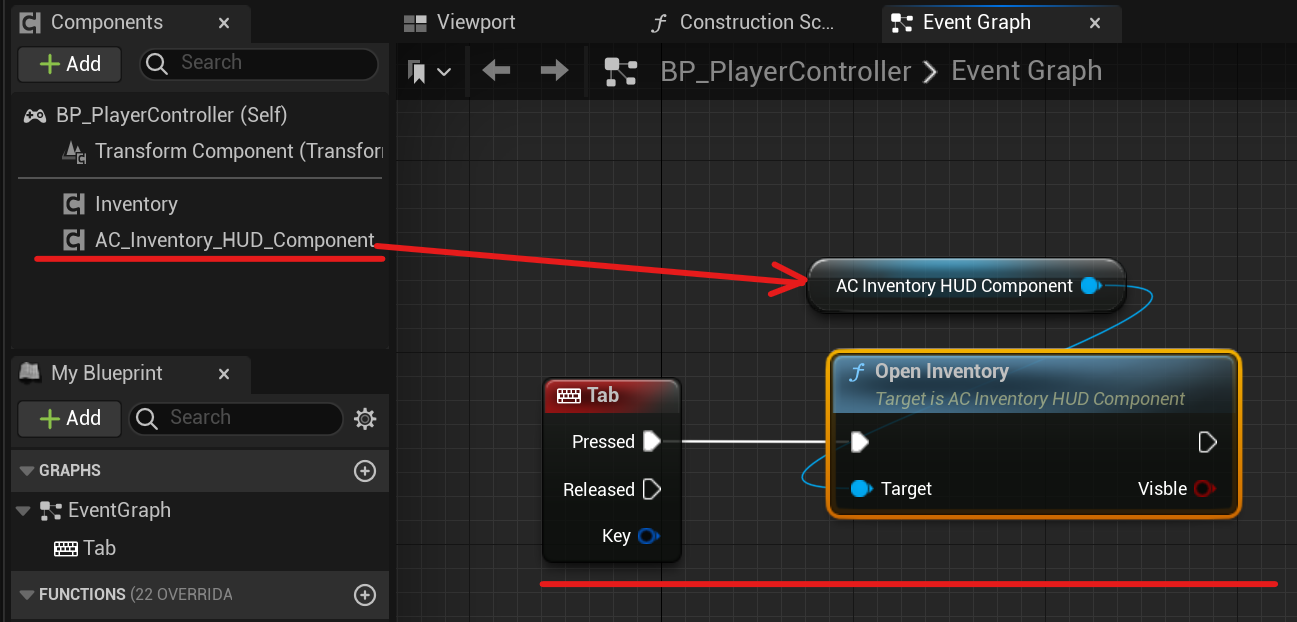 Components
Add
Search
BP_PlayerController (Self)
Transform Component (Transfor
Inventory
AC_Inventory_HUD_Component
My Blueprint
Add
Search
GRAPHS
EventGraph
Tab
FUNCTIONS (22 OVERRIDA
Viewport
Construction Sc...
Event Graph
BP_PlayerController > Event Graph
AC Inventory HUD Component
Tab
Pressed
Released
Key
Open Inventory
Target is AC Inventory HUD Component
Target
Visble